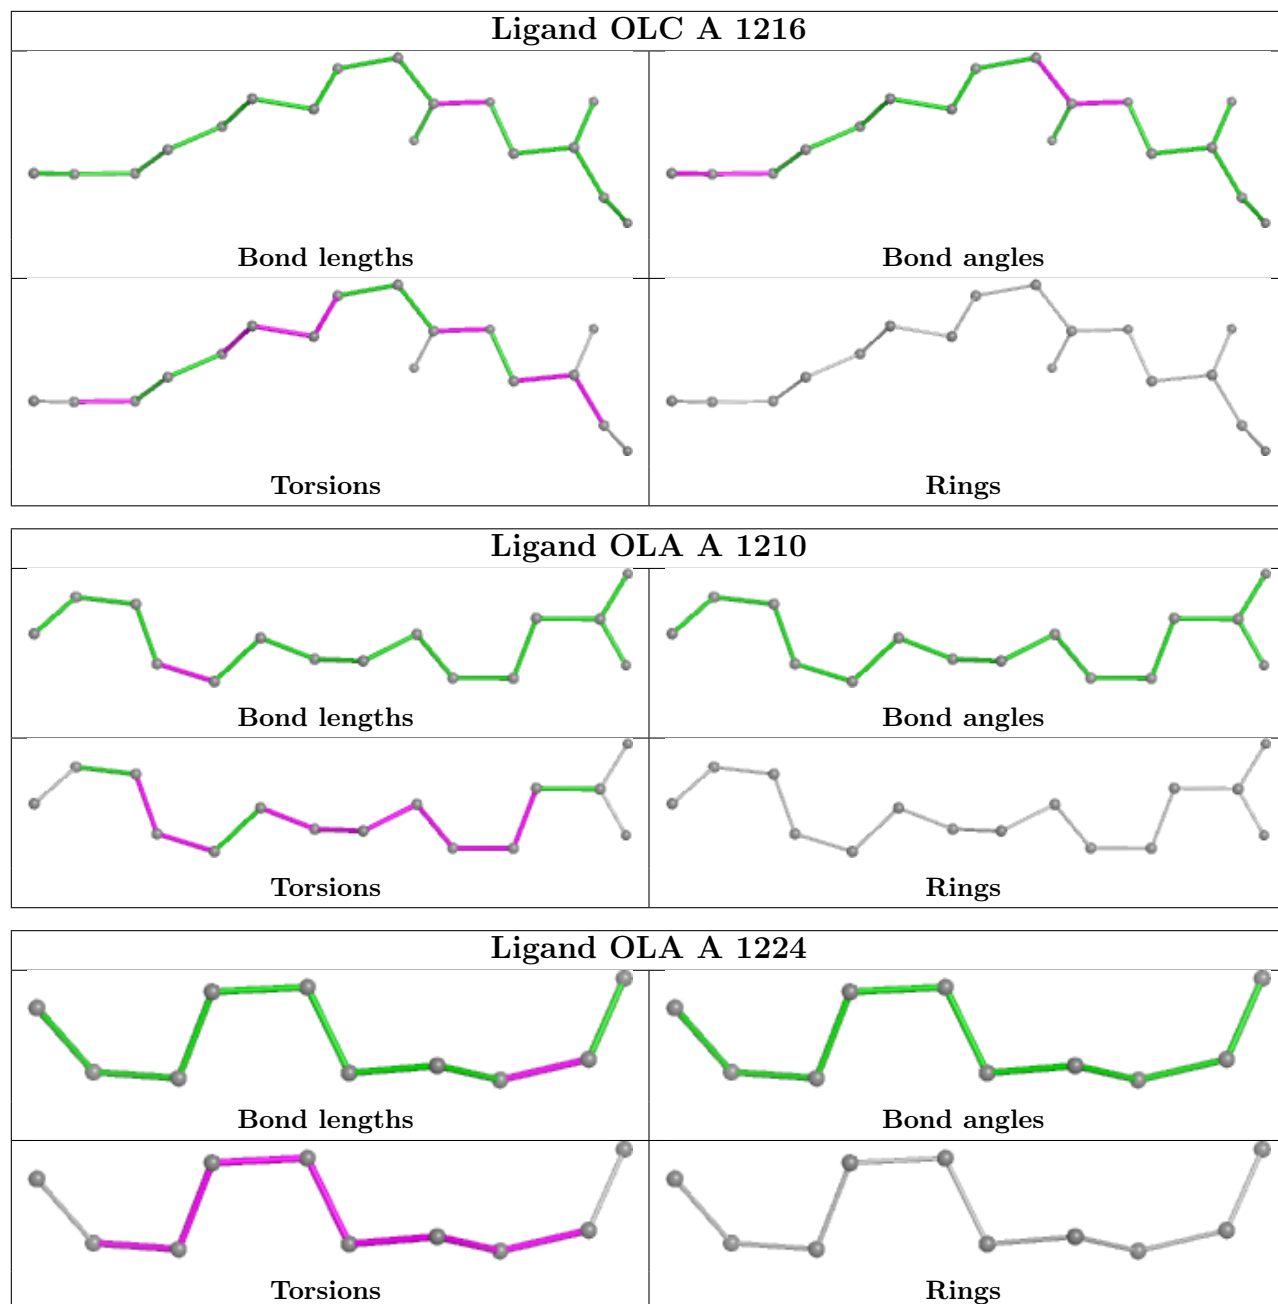 Ligand OLC A 1216
Bond lengths
Bond angles
Torsions
Rings
Ligand OLA A 1210
Bond lengths
Bond angles
Torsions
Rings
Ligand OLA A 1224
Bond lengths
Bond angles
Torsions
Rings